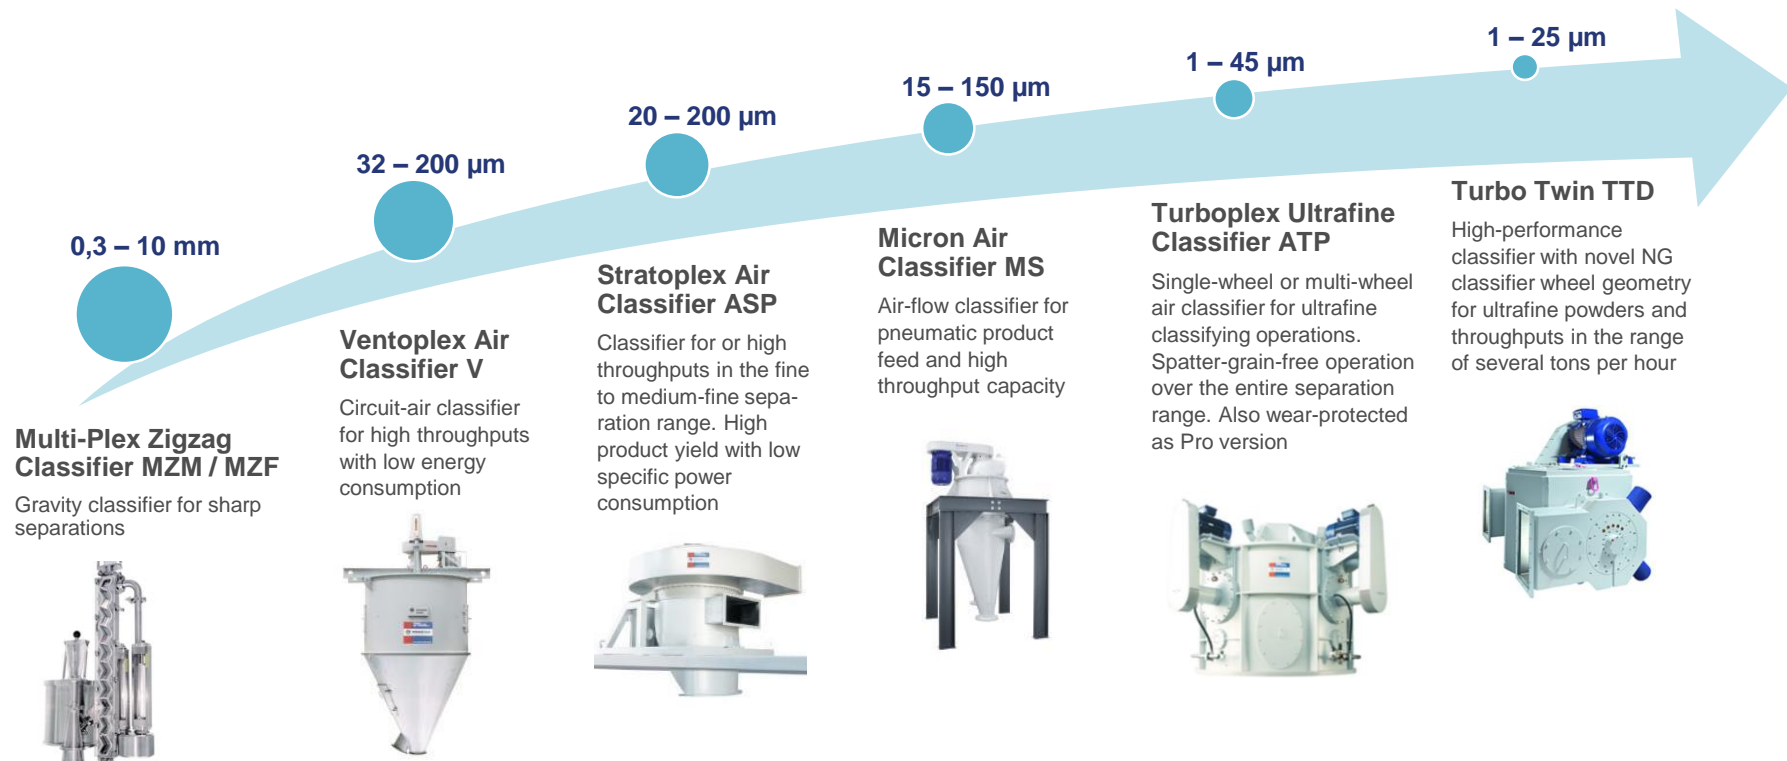 0,3 – 10 mm
Multi-Plex Zigzag
Classifier MZM / MZF
Gravity classifier for sharp
separations
32 – 200 µm
Ventoplex Air
Classifier V
Circuit-air classifier
for high throughputs
with low energy
consumption
20 – 200 µm
Stratoplex Air
Classifier ASP
Classifier for or high
throughputs in the fine
to medium-fine sepa-
ration range. High
product yield with low
specific power
consumption
15 – 150 µm
Micron Air
Classifier MS
Air-flow classifier for
pneumatic product
feed and high
throughput capacity
1 – 45 µm
Turboplex Ultrafine
Classifier ATP
Single-wheel or multi-wheel
air classifier for ultrafine
classifying operations.
Spatter-grain-free operation
over the entire separation
range. Also wear-protected
as Pro version
1 – 25 µm
Turbo Twin TTD
High-performance
classifier with novel NG
classifier wheel geometry
for ultrafine powders and
throughputs in the range
of several tons per hour